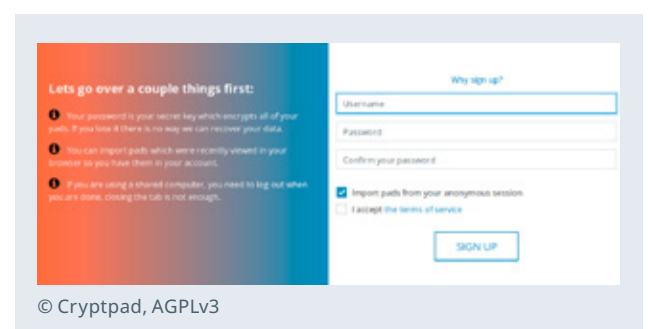 Lets go over a couple things first:
Your password is your secret key which encrypts all of your
pads. If you lose it there is no way we can recover your data.
You can import pads which were recently viewed in your
browser so you have them in your account.
If you are using a shared computer, you need to log out when
you are done, closing the tab is not enough.
Why sign up?
Username
Password
Confirm your password
Import pads from your anonymous session
I accept the terms of service
SIGN UP
© Cryptpad, AGPLv3